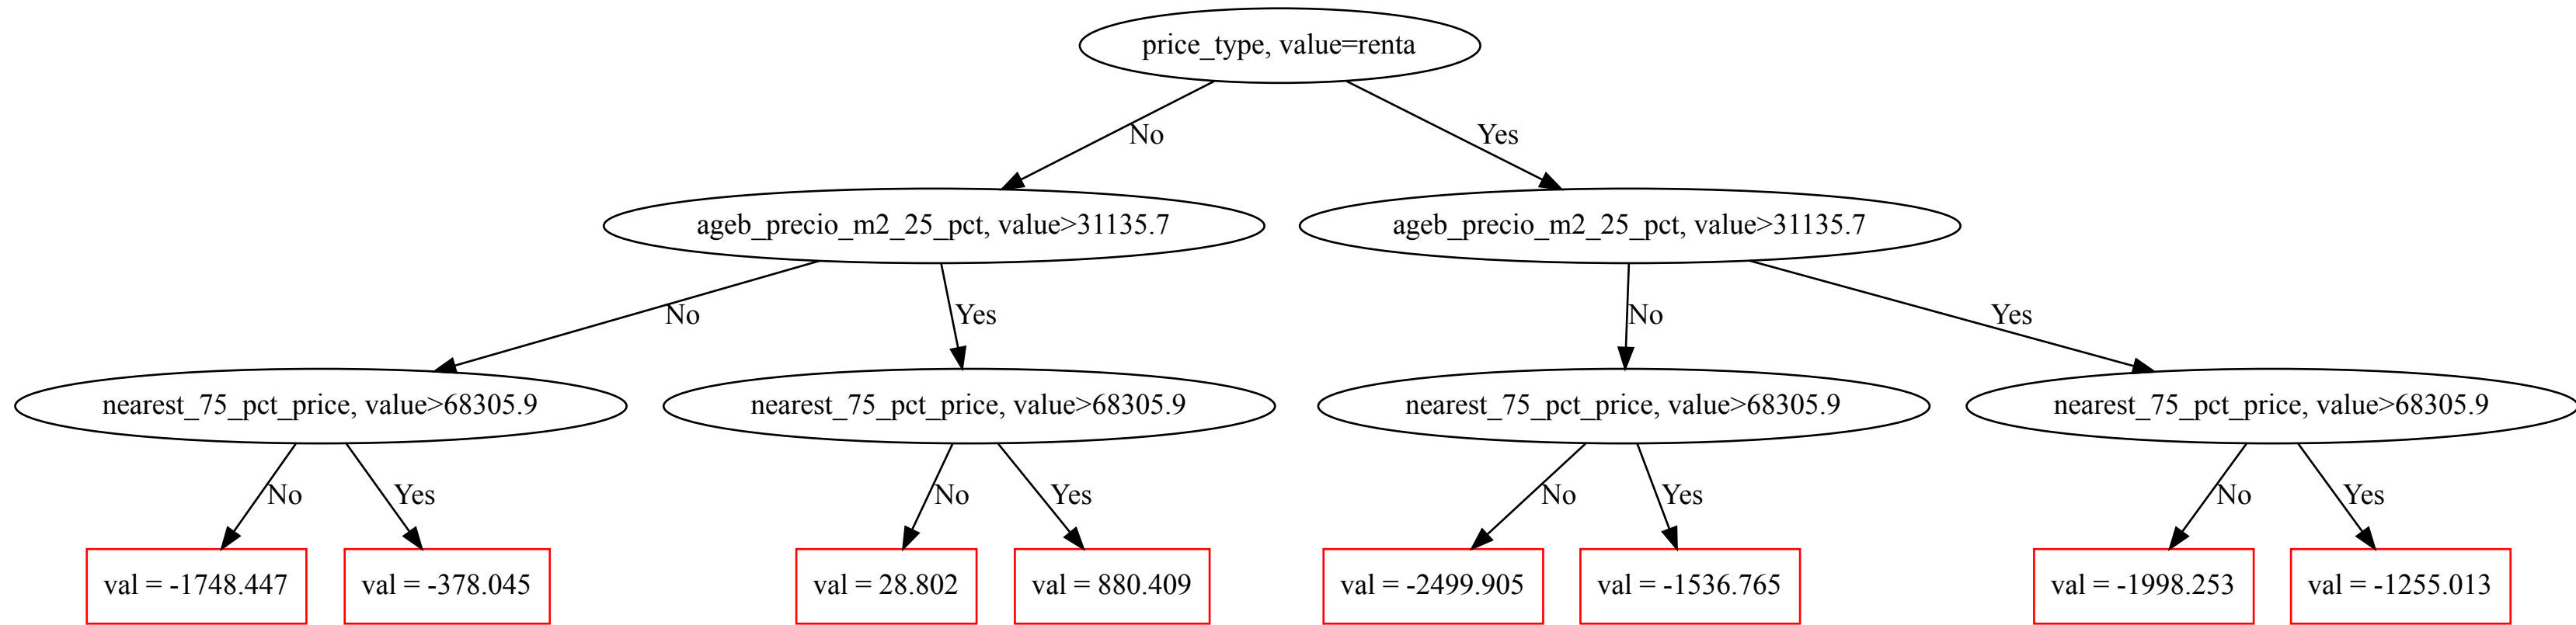 price_type, value=renta
No
Yes
ageb_precio_m2_25_pct, value>31135.7
ageb_precio_m2_25_pct, value>31135.7
No
Yes
No
Yes
nearest_75_pct_price, value>68305.9
nearest_75_pct_price, value>68305.9
nearest_75_pct_price, value>68305.9
nearest_75_pct_price, value>68305.9
No
Yes
No
Yes
No
Yes
No
Yes
val = -1748.447
val = -378.045
val = 28.802
val = 880.409
val = -2499.905
val = -1536.765
val = -1998.253
val = -1255.013